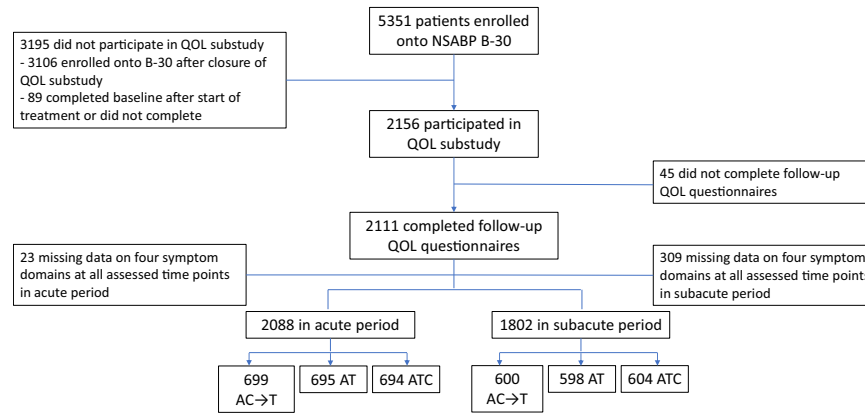 5351 patients enrolled
onto NSABP B-30
3195 did not participate in QOL substudy
- 3106 enrolled onto B-30 after closure of
QOL substudy
- 89 completed baseline after start of
treatment or did not complete
2156 participated in
QOL substudy
45 did not complete follow-up
QOL questionnaires
2111 completed follow-up
QOL questionnaires
23 missing data on four symptom
domains at all assessed time points
in acute period
309 missing data on four symptom
domains at all assessed time points
in subacute period
2088 in acute period
1802 in subacute period
699
AC→T
695 AT
694 ATC
600
AC→T
598 AT
604 ATC